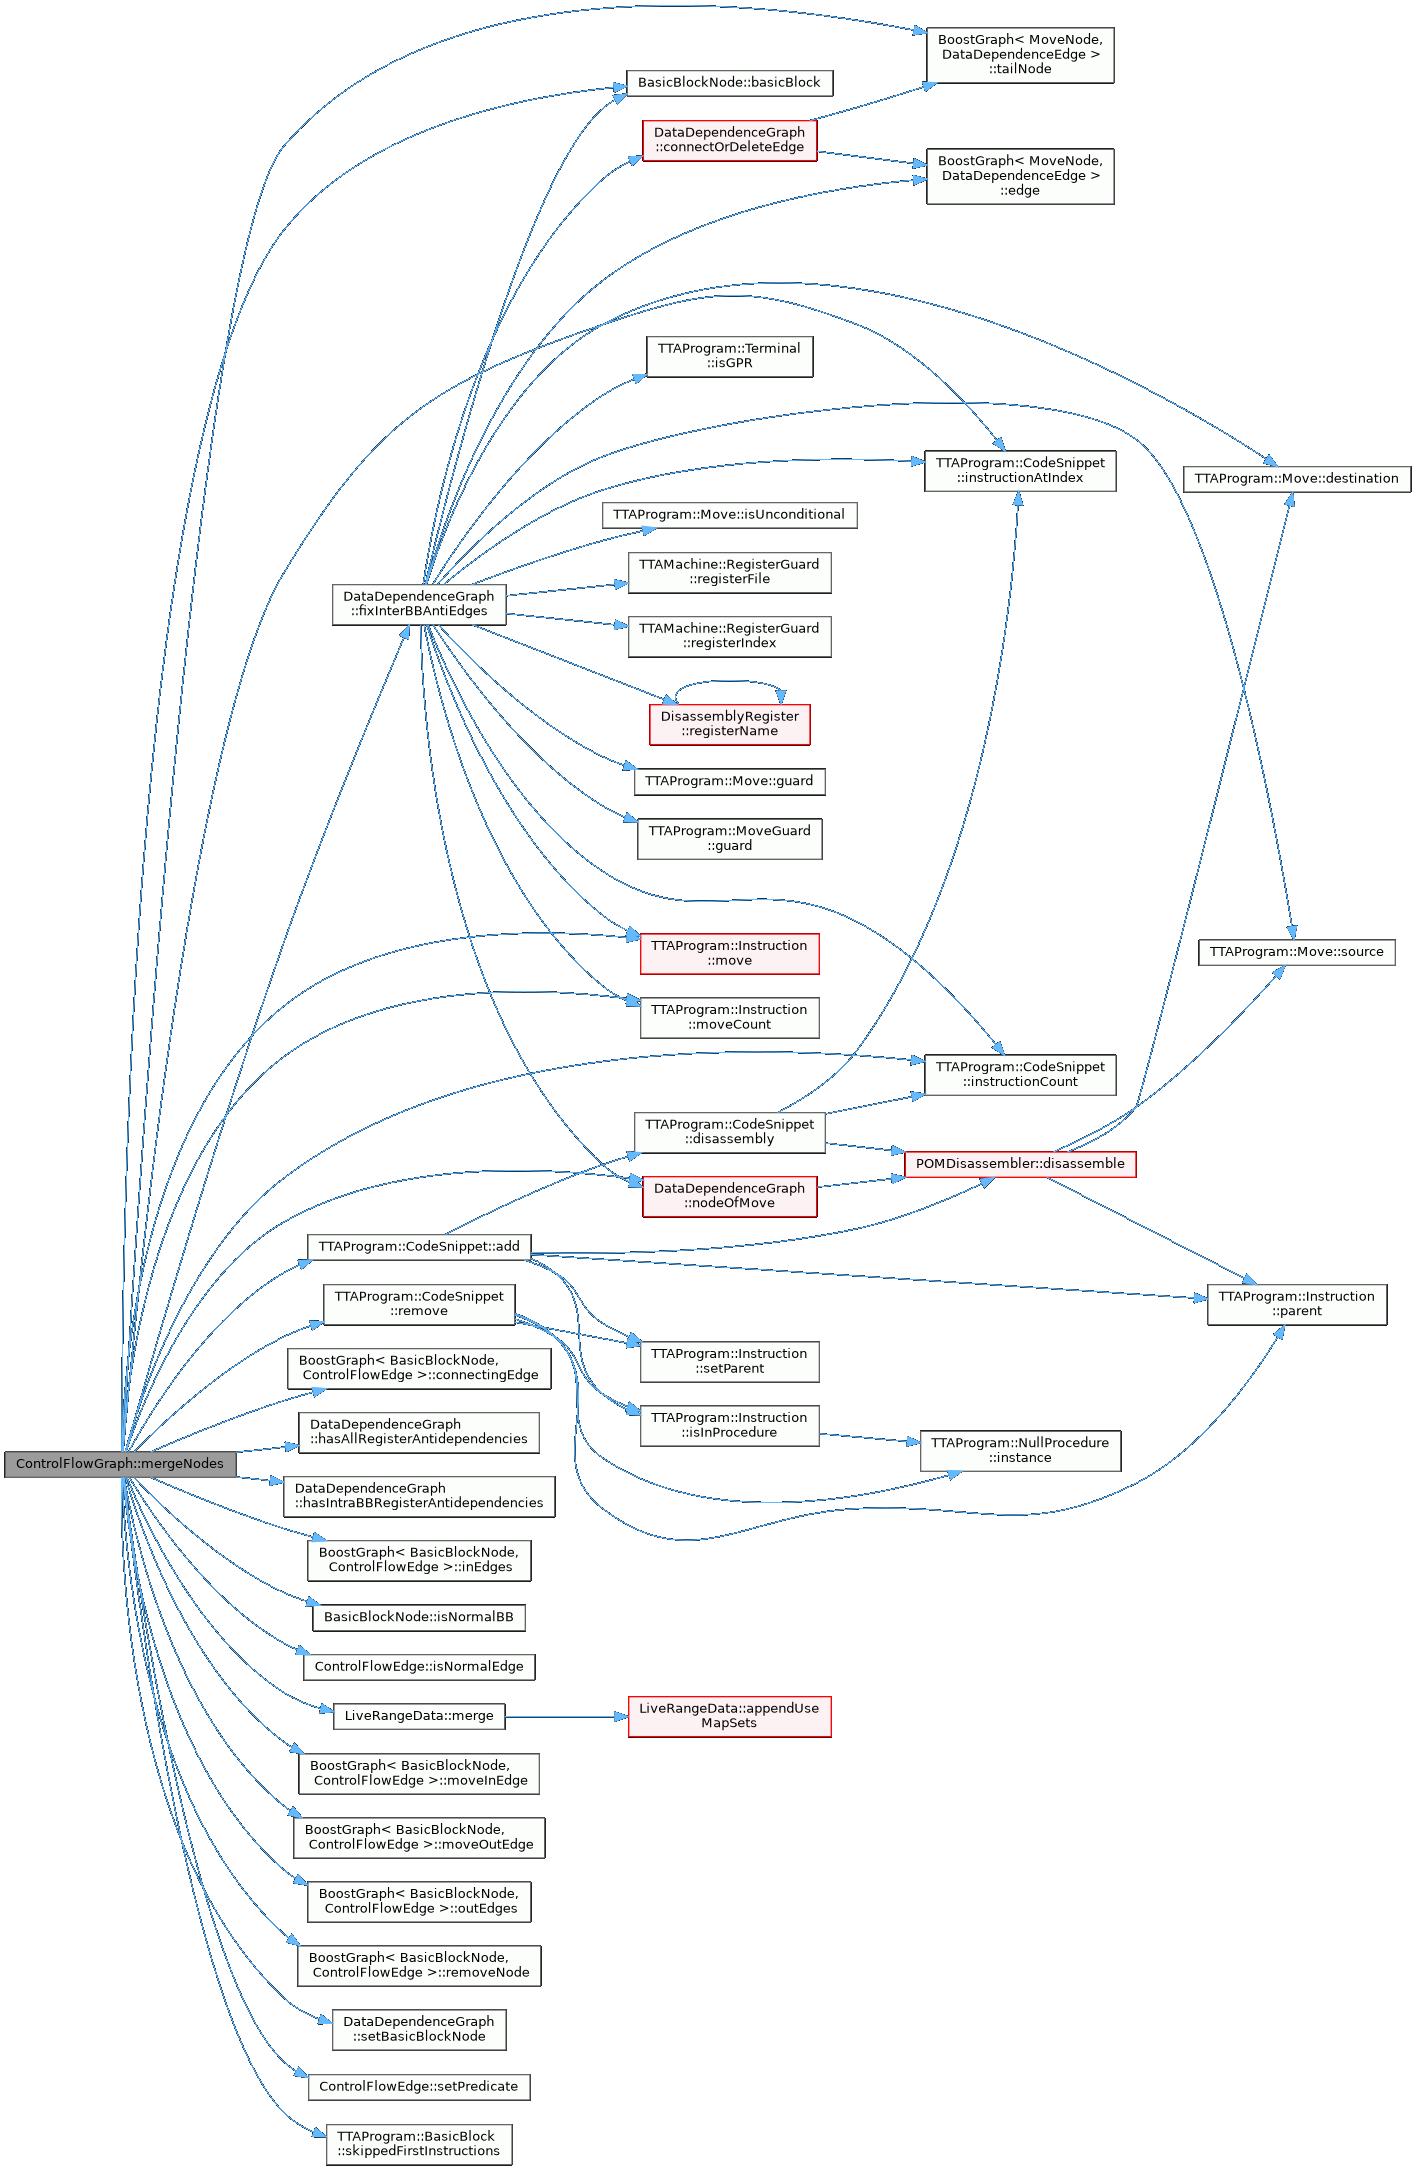 BoostGraph< MoveNode,
DataDependenceEdge >
::tailNode
BasicBlockNode::basicBlock
DataDependenceGraph
::connectOrDeleteEdge
BoostGraph< MoveNode,
DataDependenceEdge >
::edge
TTAProgram::Terminal
::isGPR
TTAProgram::CodeSnippet
::instructionAtIndex
TTAProgram::Move::destination
TTAProgram::Move::isUnconditional
TTAMachine::RegisterGuard
::registerFile
DataDependenceGraph
::fixInterBBAntiEdges
TTAMachine::RegisterGuard
::registerIndex
DisassemblyRegister
::registerName
TTAProgram::Move::guard
TTAProgram::MoveGuard
::guard
TTAProgram::Instruction
::move
TTAProgram::Move::source
TTAProgram::Instruction
::moveCount
TTAProgram::CodeSnippet
::instructionCount
TTAProgram::CodeSnippet
::disassembly
POMDisassembler::disassemble
DataDependenceGraph
::nodeOfMove
TTAProgram::CodeSnippet::add
TTAProgram::CodeSnippet
::remove
TTAProgram::Instruction
::parent
TTAProgram::Instruction
::setParent
BoostGraph< BasicBlockNode,
ControlFlowEdge >::connectingEdge
TTAProgram::Instruction
::isInProcedure
DataDependenceGraph
::hasAllRegisterAntidependencies
TTAProgram::NullProcedure
::instance
ControlFlowGraph::mergeNodes
DataDependenceGraph
::hasIntraBBRegisterAntidependencies
BoostGraph< BasicBlockNode,
ControlFlowEdge >::inEdges
BasicBlockNode::isNormalBB
ControlFlowEdge::isNormalEdge
LiveRangeData::merge
LiveRangeData::appendUse
MapSets
BoostGraph< BasicBlockNode,
ControlFlowEdge >::moveInEdge
BoostGraph< BasicBlockNode,
ControlFlowEdge >::moveOutEdge
BoostGraph< BasicBlockNode,
ControlFlowEdge >::outEdges
BoostGraph< BasicBlockNode,
ControlFlowEdge >::removeNode
DataDependenceGraph
::setBasicBlockNode
ControlFlowEdge::setPredicate
TTAProgram::BasicBlock
::skippedFirstInstructions